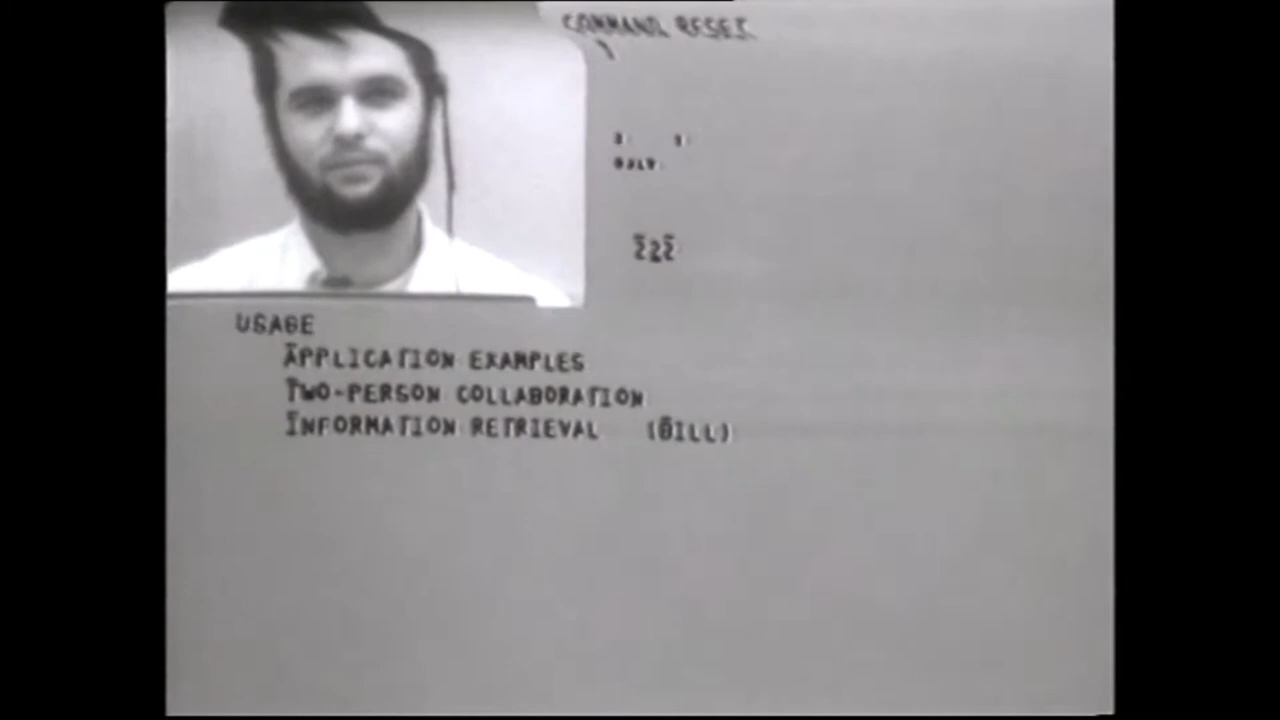 COMMAND RESET
USAGE
APPLICATION EXAMPLES
TWO-PERSON COLLABORATION
INFORMATION RETRIEVAL (BILL)